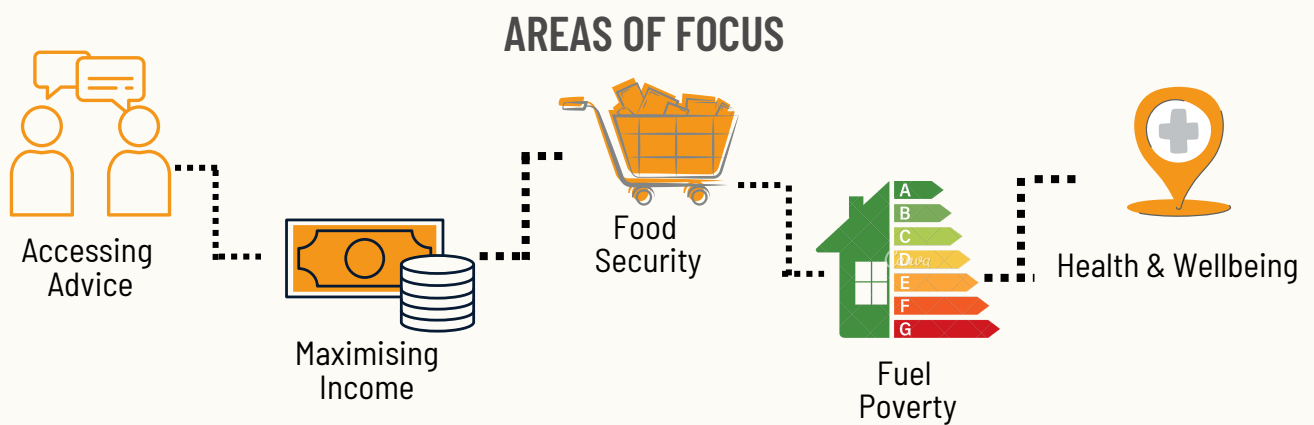 AREAS OF FOCUS
Accessing
Advice
Maximising
Income
Food
Security
A
B
C
D
E
F
G
Fuel
Poverty
Health & Wellbeing